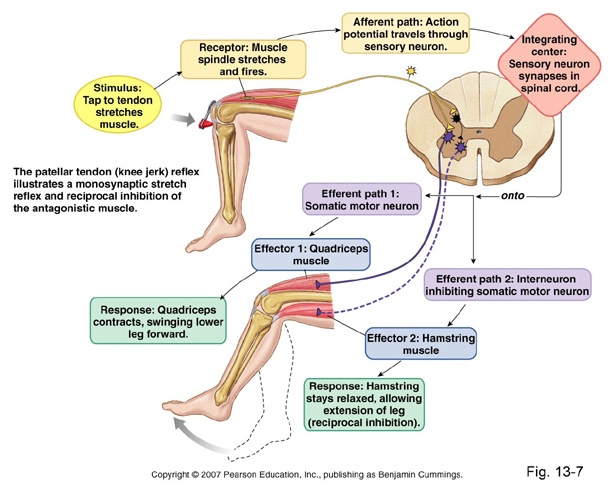 Stimulus:
Tap to tendon
stretches
muscle.
Receptor: Muscle
spindle stretches
and fires.
Afferent path: Action
potential travels through
sensory neuron.
Integrating
center:
Sensory neuron
synapses in
spinal cord.
The patellar tendon (knee jerk) reflex
illustrates a monosynaptic stretch
reflex and reciprocal inhibition of
the antagonistic muscle.
onto
Efferent path 1:
Somatic motor neuron
Effector 1: Quadriceps
muscle
Response: Quadriceps
contracts, swinging lower
leg forward.
Efferent path 2: Interneuron
inhibiting somatic motor neuron
Effector 2: Hamstring
muscle
Response: Hamstring
stays relaxed, allowing
extension of leg
(reciprocal inhibition).
Copyright © 2007 Pearson Education, Inc., publishing as Benjamin Cummings.
Fig. 13-7